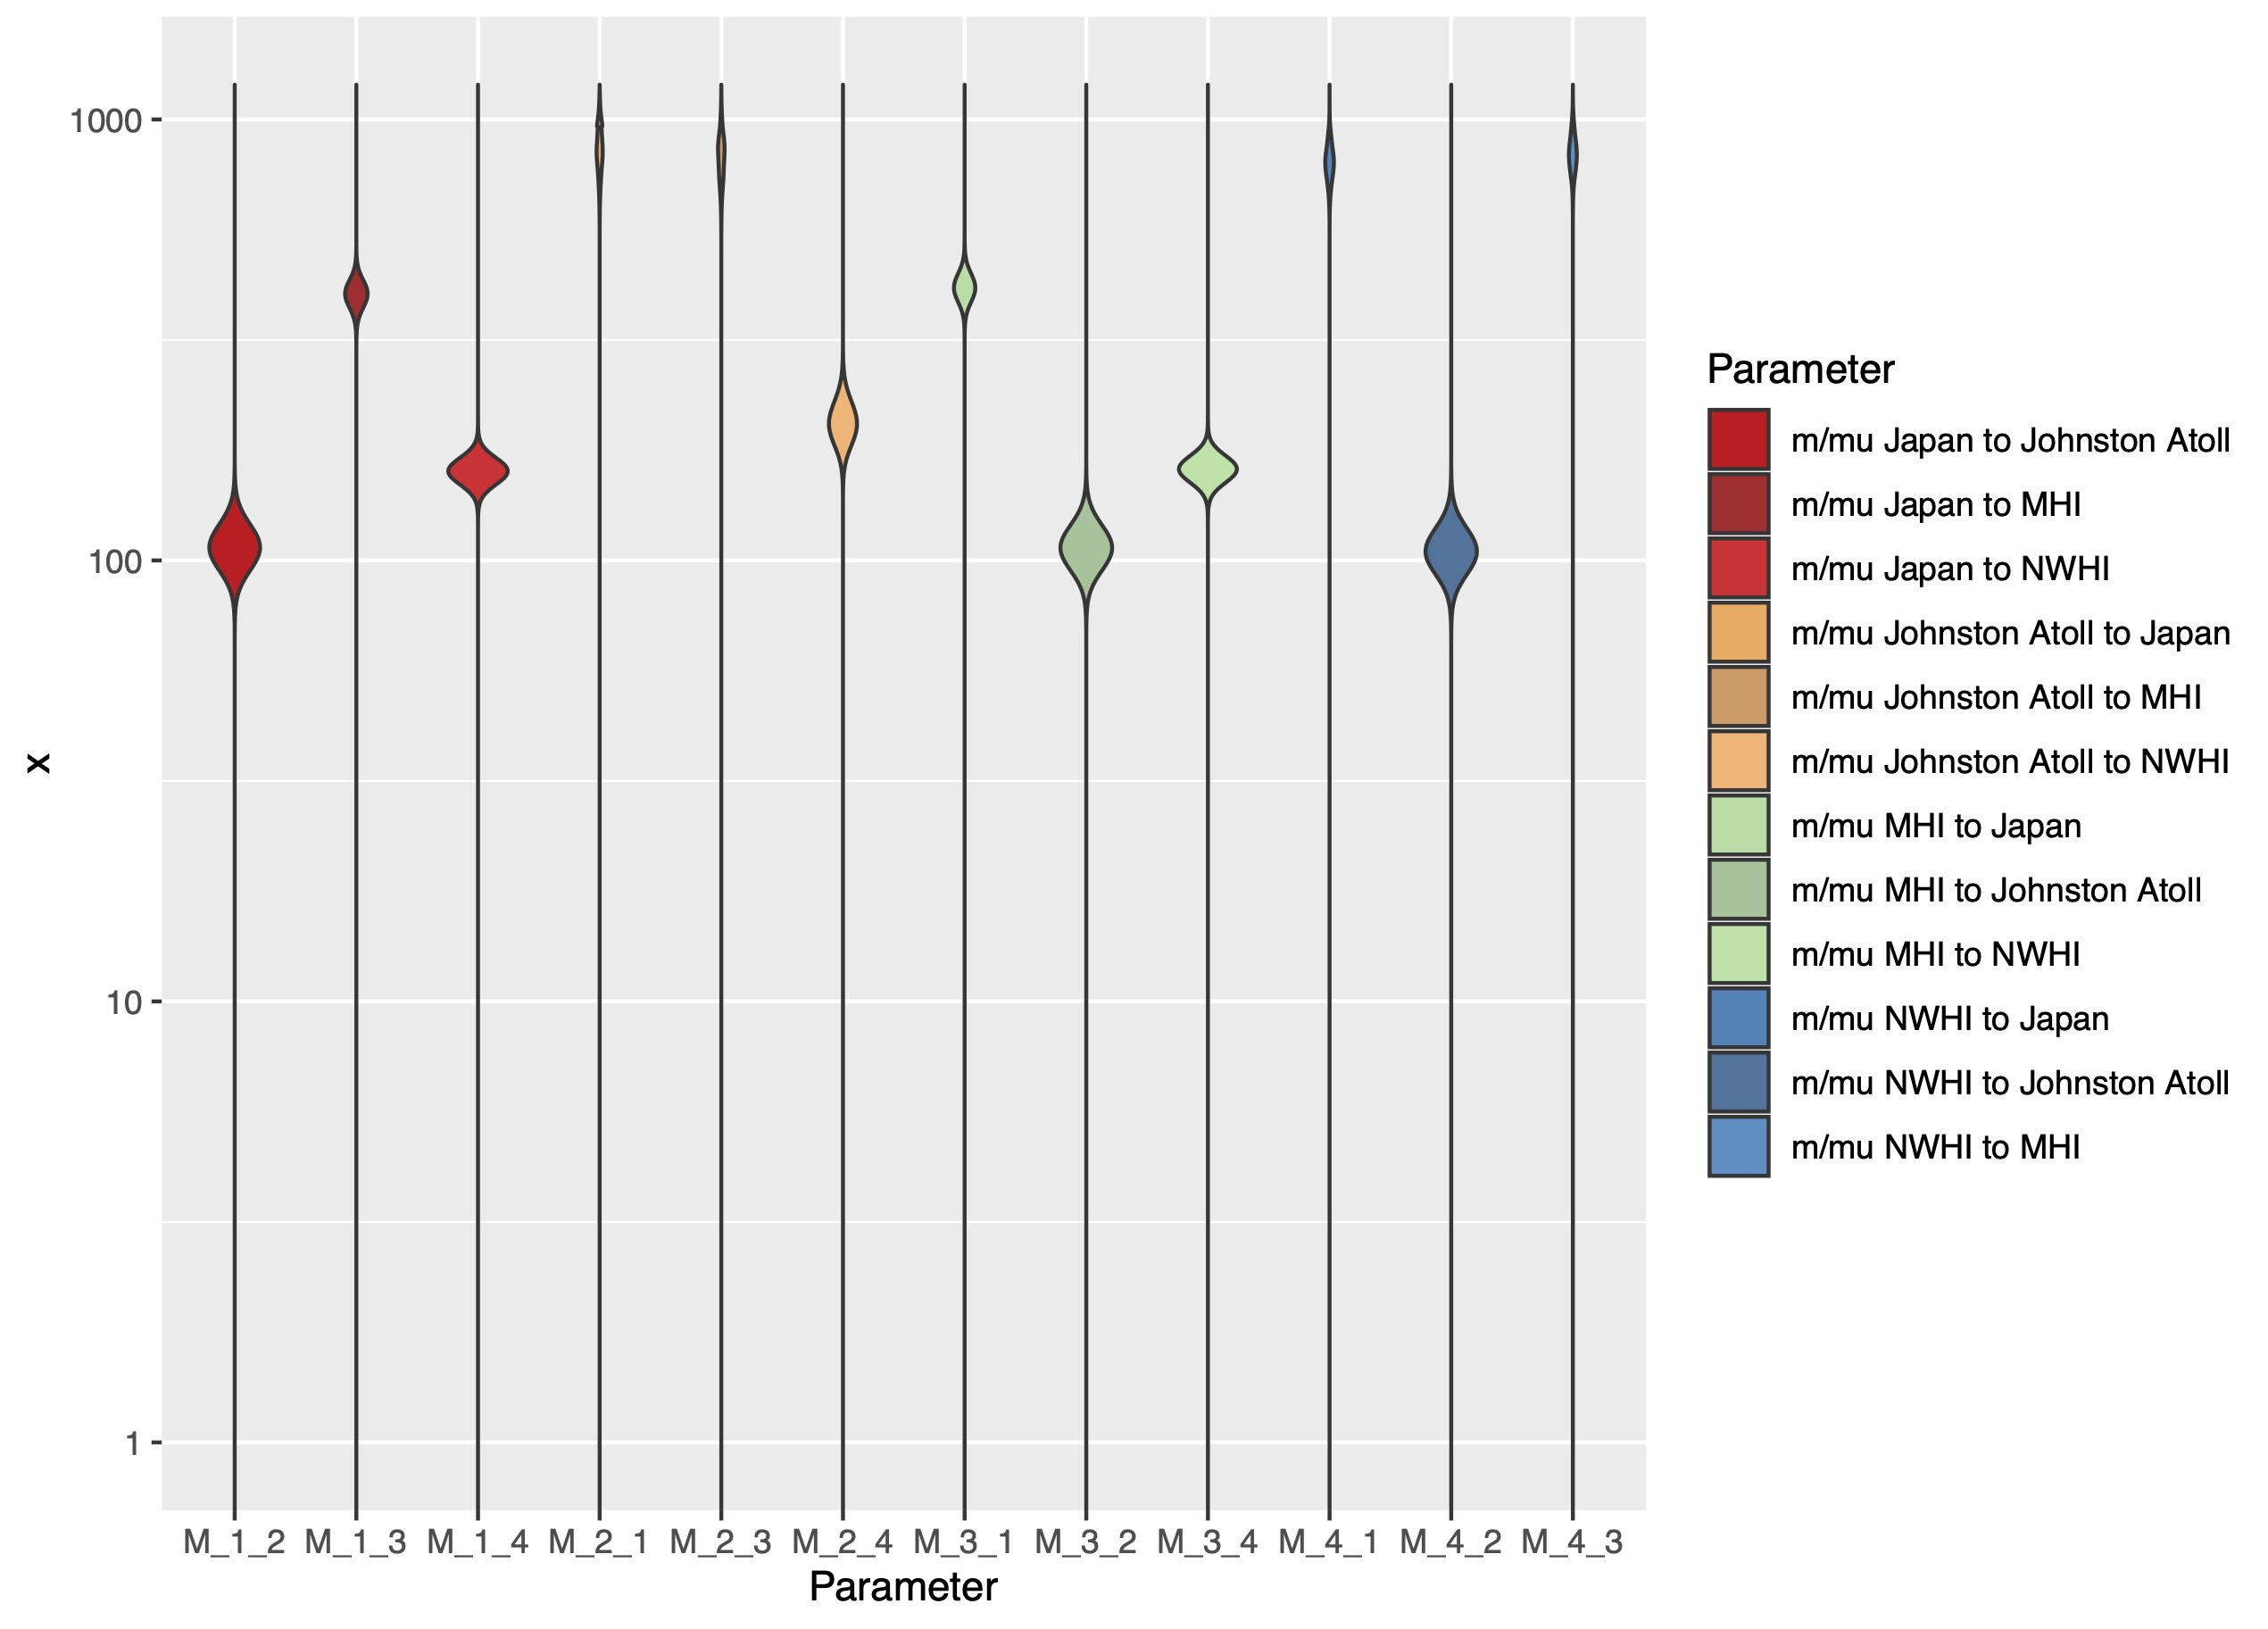 x
1000
100
10
1
M_1_2 M_1_3 M_1_4 M_2_1 M_2_3 M_2_4 M_3_1 M_3_2 M_3_4 M_4_1 M_4_2 M_4_3
Parameter
Parameter
m/mu Japan to Johnston Atoll
m/mu Japan to MHI
m/mu Japan to NWHI
m/mu Johnston Atoll to Japan
m/mu Johnston Atoll to MHI
m/mu Johnston Atoll to NWHI
m/mu MHI to Japan
m/mu MHI to Johnston Atoll
m/mu MHI to NWHI
m/mu NWHI to Japan
m/mu NWHI to Johnston Atoll
m/mu NWHI to MHI